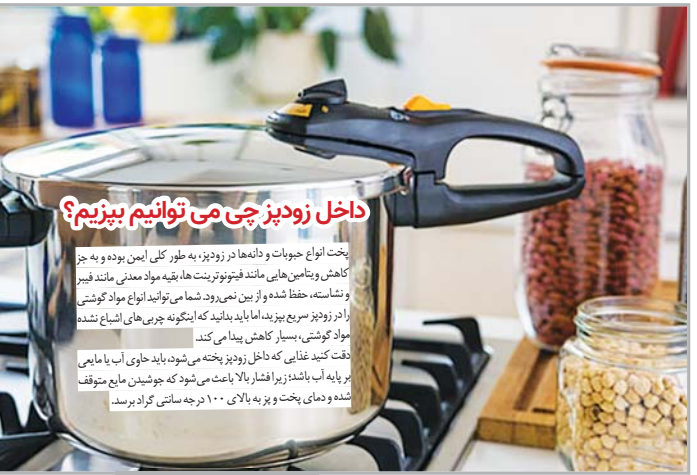 داخل زودپز چی می توانیم بپزیم؟
پخت انواع حبوبات و دانه‌ها در زودپز، به طور کلی ایمن بوده و به جز
کاهش ویتامین‌هایی مانند فیتونوترینت ها، بقیه مواد معدنی مانند فیبر
و نشاسته، حفظ شده و از بین نمی‌رود. شما می‌توانید انواع مواد گوشتی
را در زودپز سریع بپزید، اما باید بدانید که اینگونه چربی‌های اشباع نشده
مواد گوشتی، بسیار کاهش پیدا می کند.
دقت کنید غذایی که داخل زودپز پخته می‌شود، باید حاوی آب یا مایعی
بر پایه آب باشد؛ زیرا فشار بالا باعث می‌شود که جوشیدن مایع متوقف
شده و دمای پخت و پز به بالای ۱۰۰ درجه سانتی گراد برسد.